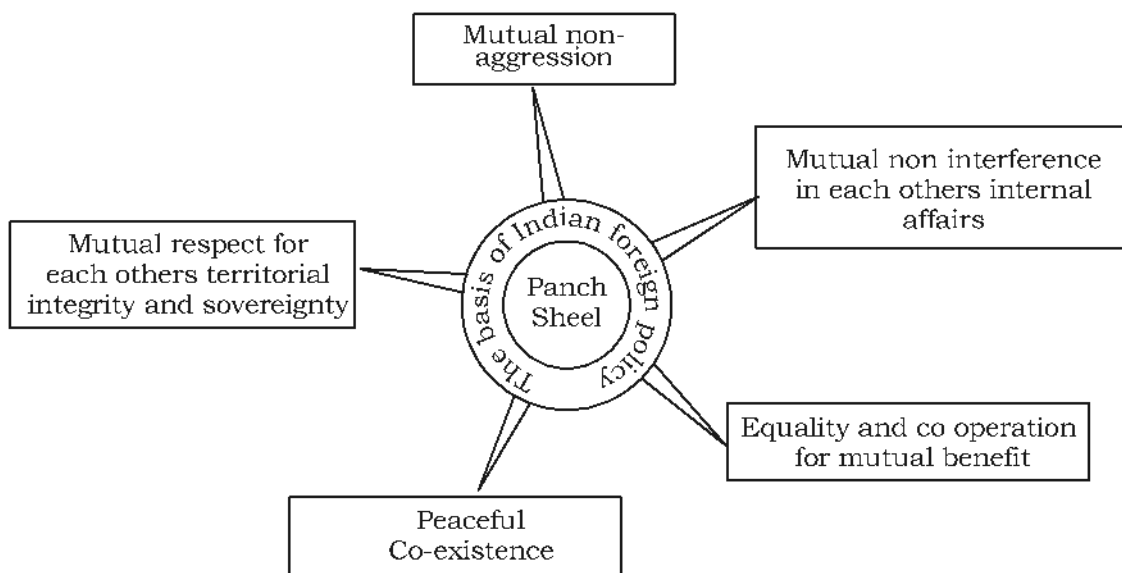 Mutual non-
aggression
Mutual non interference
in each others internal
affairs
Mutual respect for
each others territorial
integrity and sovereignty
The basis of Indian foreign policy
Panch
Sheel
Equality and co operation
for mutual benefit
Peaceful
Co-existence